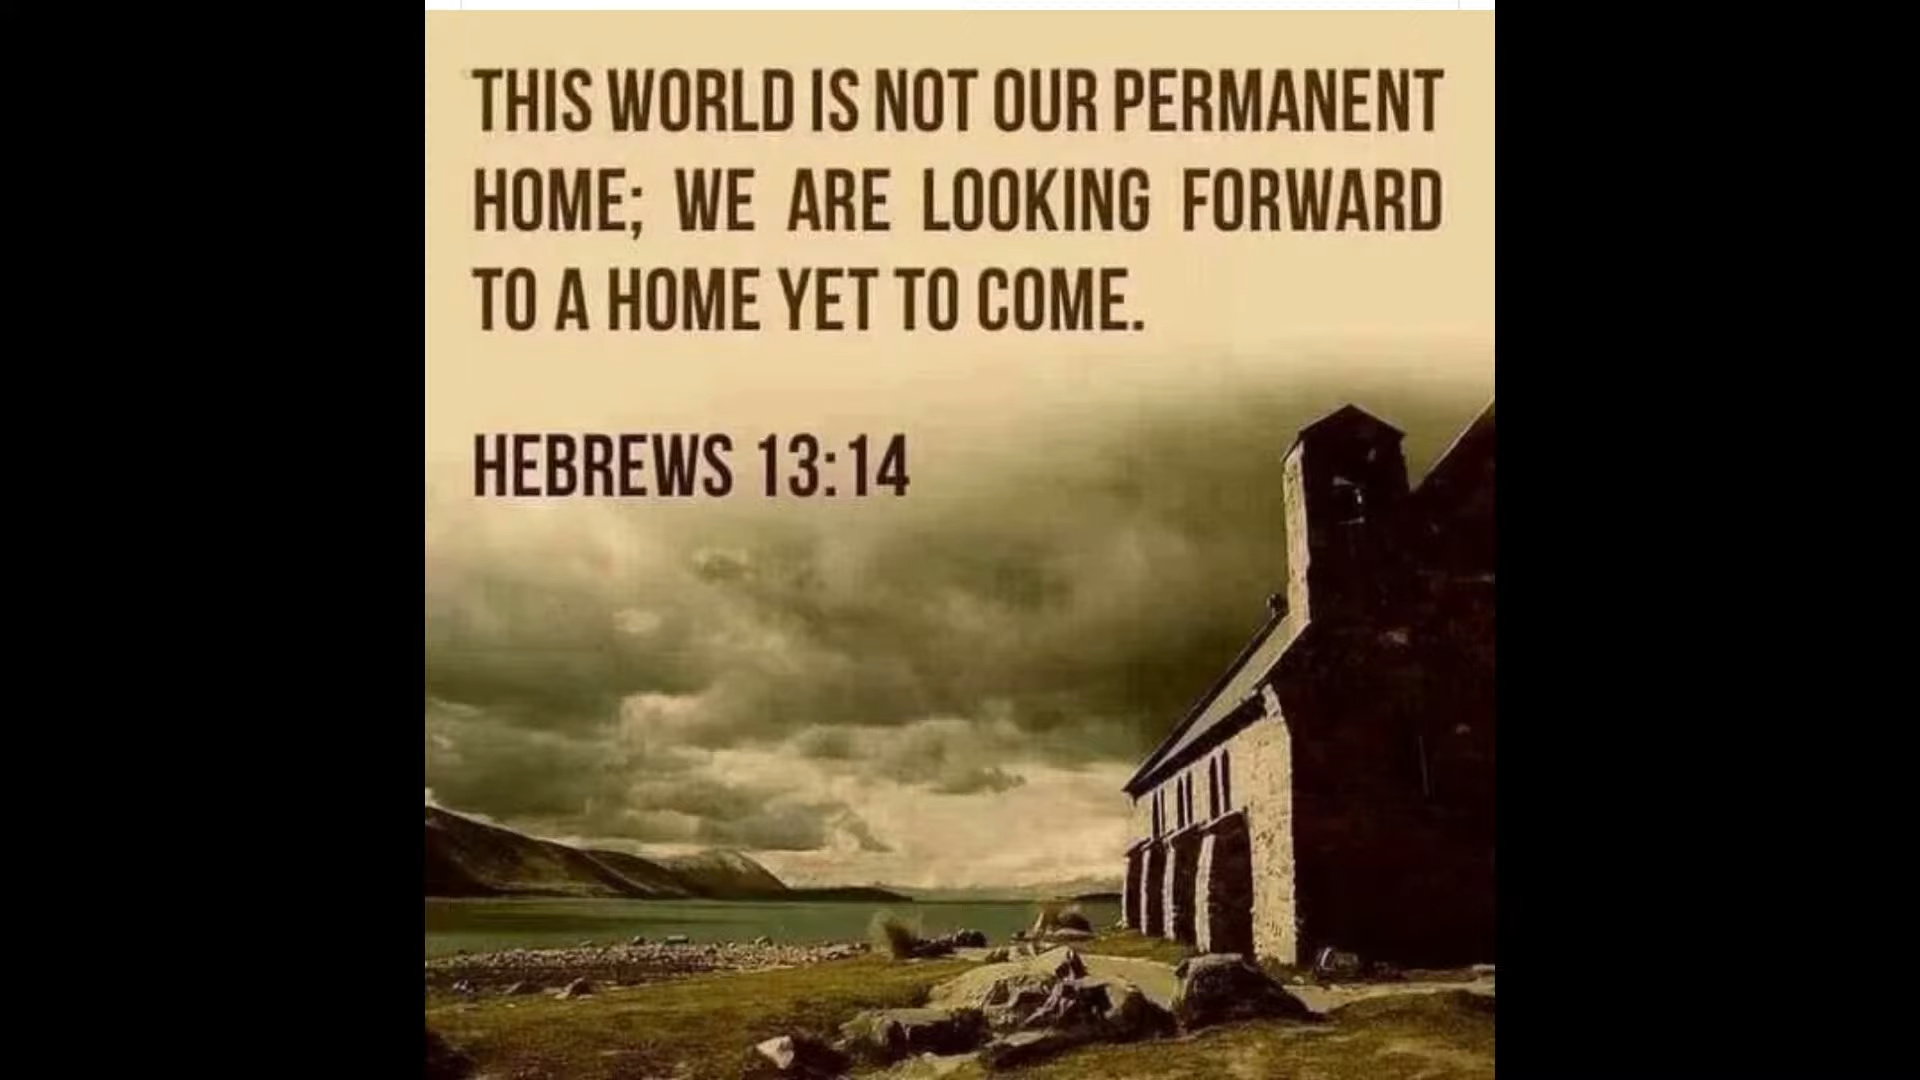 THIS WORLD IS NOT OUR PERMANENT
HOME; WE ARE LOOKING FORWARD
TO A HOME YET TO COME.
HEBREWS 13:14